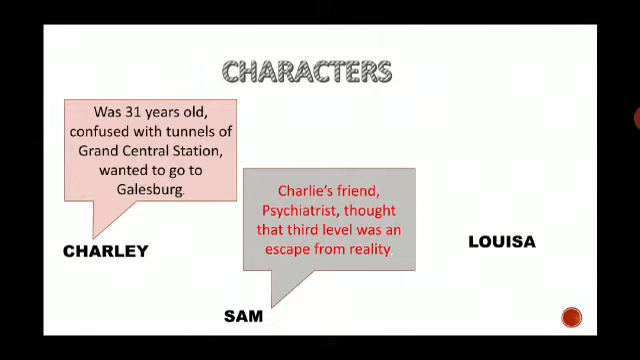 CHARACTERS
Was 31 years old,
confused with tunnels of
Grand Central Station,
wanted to go to
Galesburg.
CHARLEY
Charlie's friend,
Psychiatrist, thought
that third level was an
escape from reality.
SAM
LOUISA